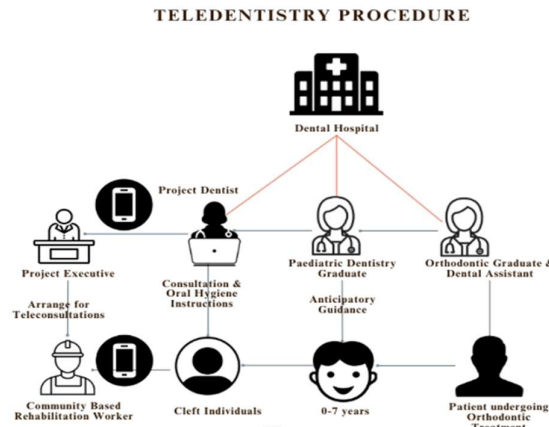 TELEDENTISTRY PROCEDURE
Dental Hospital
Project Dentist
Project Executive
Consultation &
Oral Hygiene
Instructions
Paediatric Dentistry
Graduate
Orthodontic Graduate &
Dental Assistant
Arrange for
Teleconsultations
Anticipatory
Guidance
Community Based
Rehabilitation Worker
Cleft Individuals
0-7 years
Patient undergoing
Orthodontic
Treatment